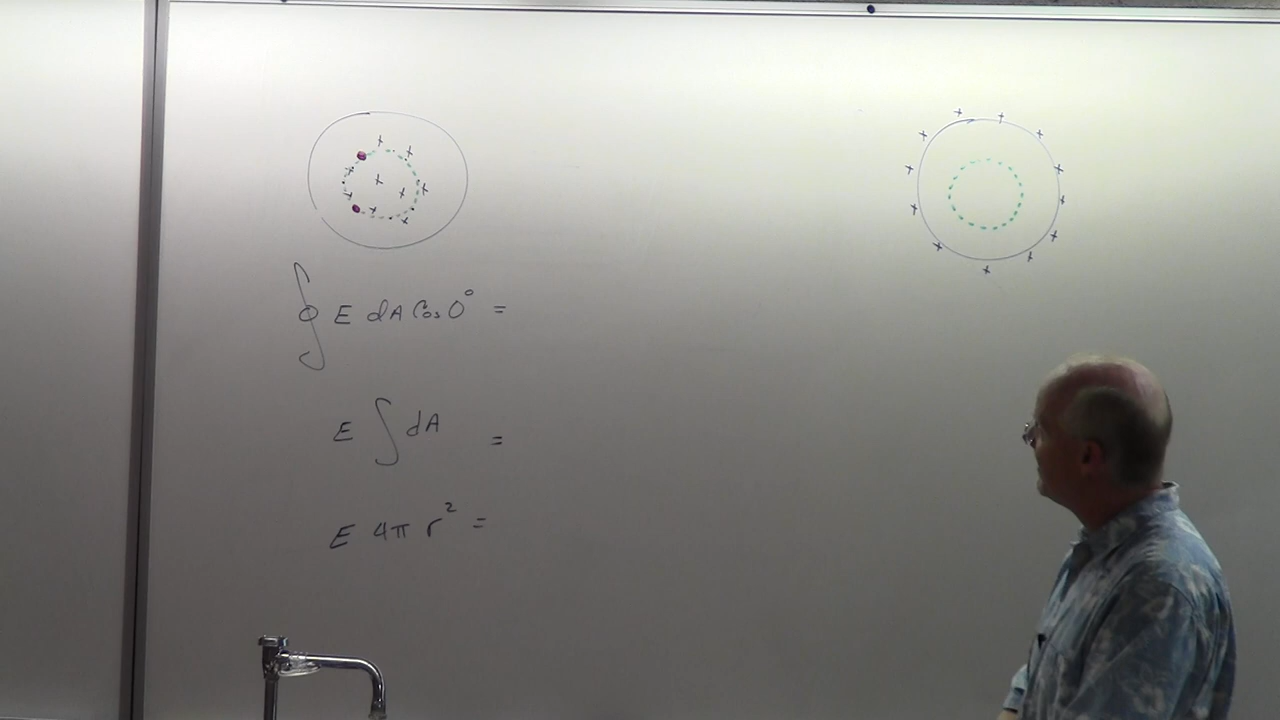 ∮ E dA Cos 0° =
E ∫ dA =
E 4π r² =